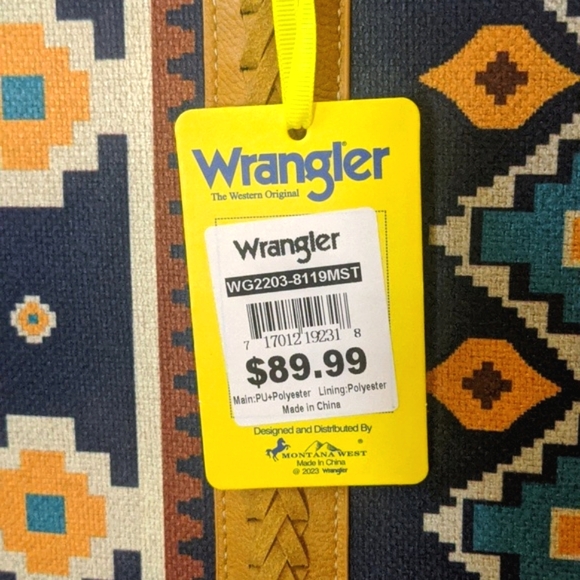 Wrangler
The Western Original
Wrangler
WG2203-8119MST
7 17012 19231 8
$89.99
Main:PU+Polyester Lining:Polyester
Made in China
Designed and Distributed By
MONTANA WEST ®
Made In China
@ 2023 Wrangler